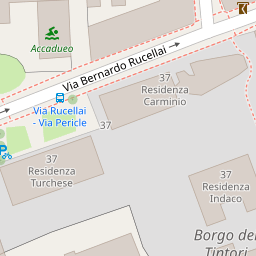 Accadueo
Via Bernardo Rucellai
37
Residenza
Carminio
Via Rucellai
- Via Pericle
37
37
Residenza
Turchese
37
Residenza
Indaco
Borgo dei
Tintori